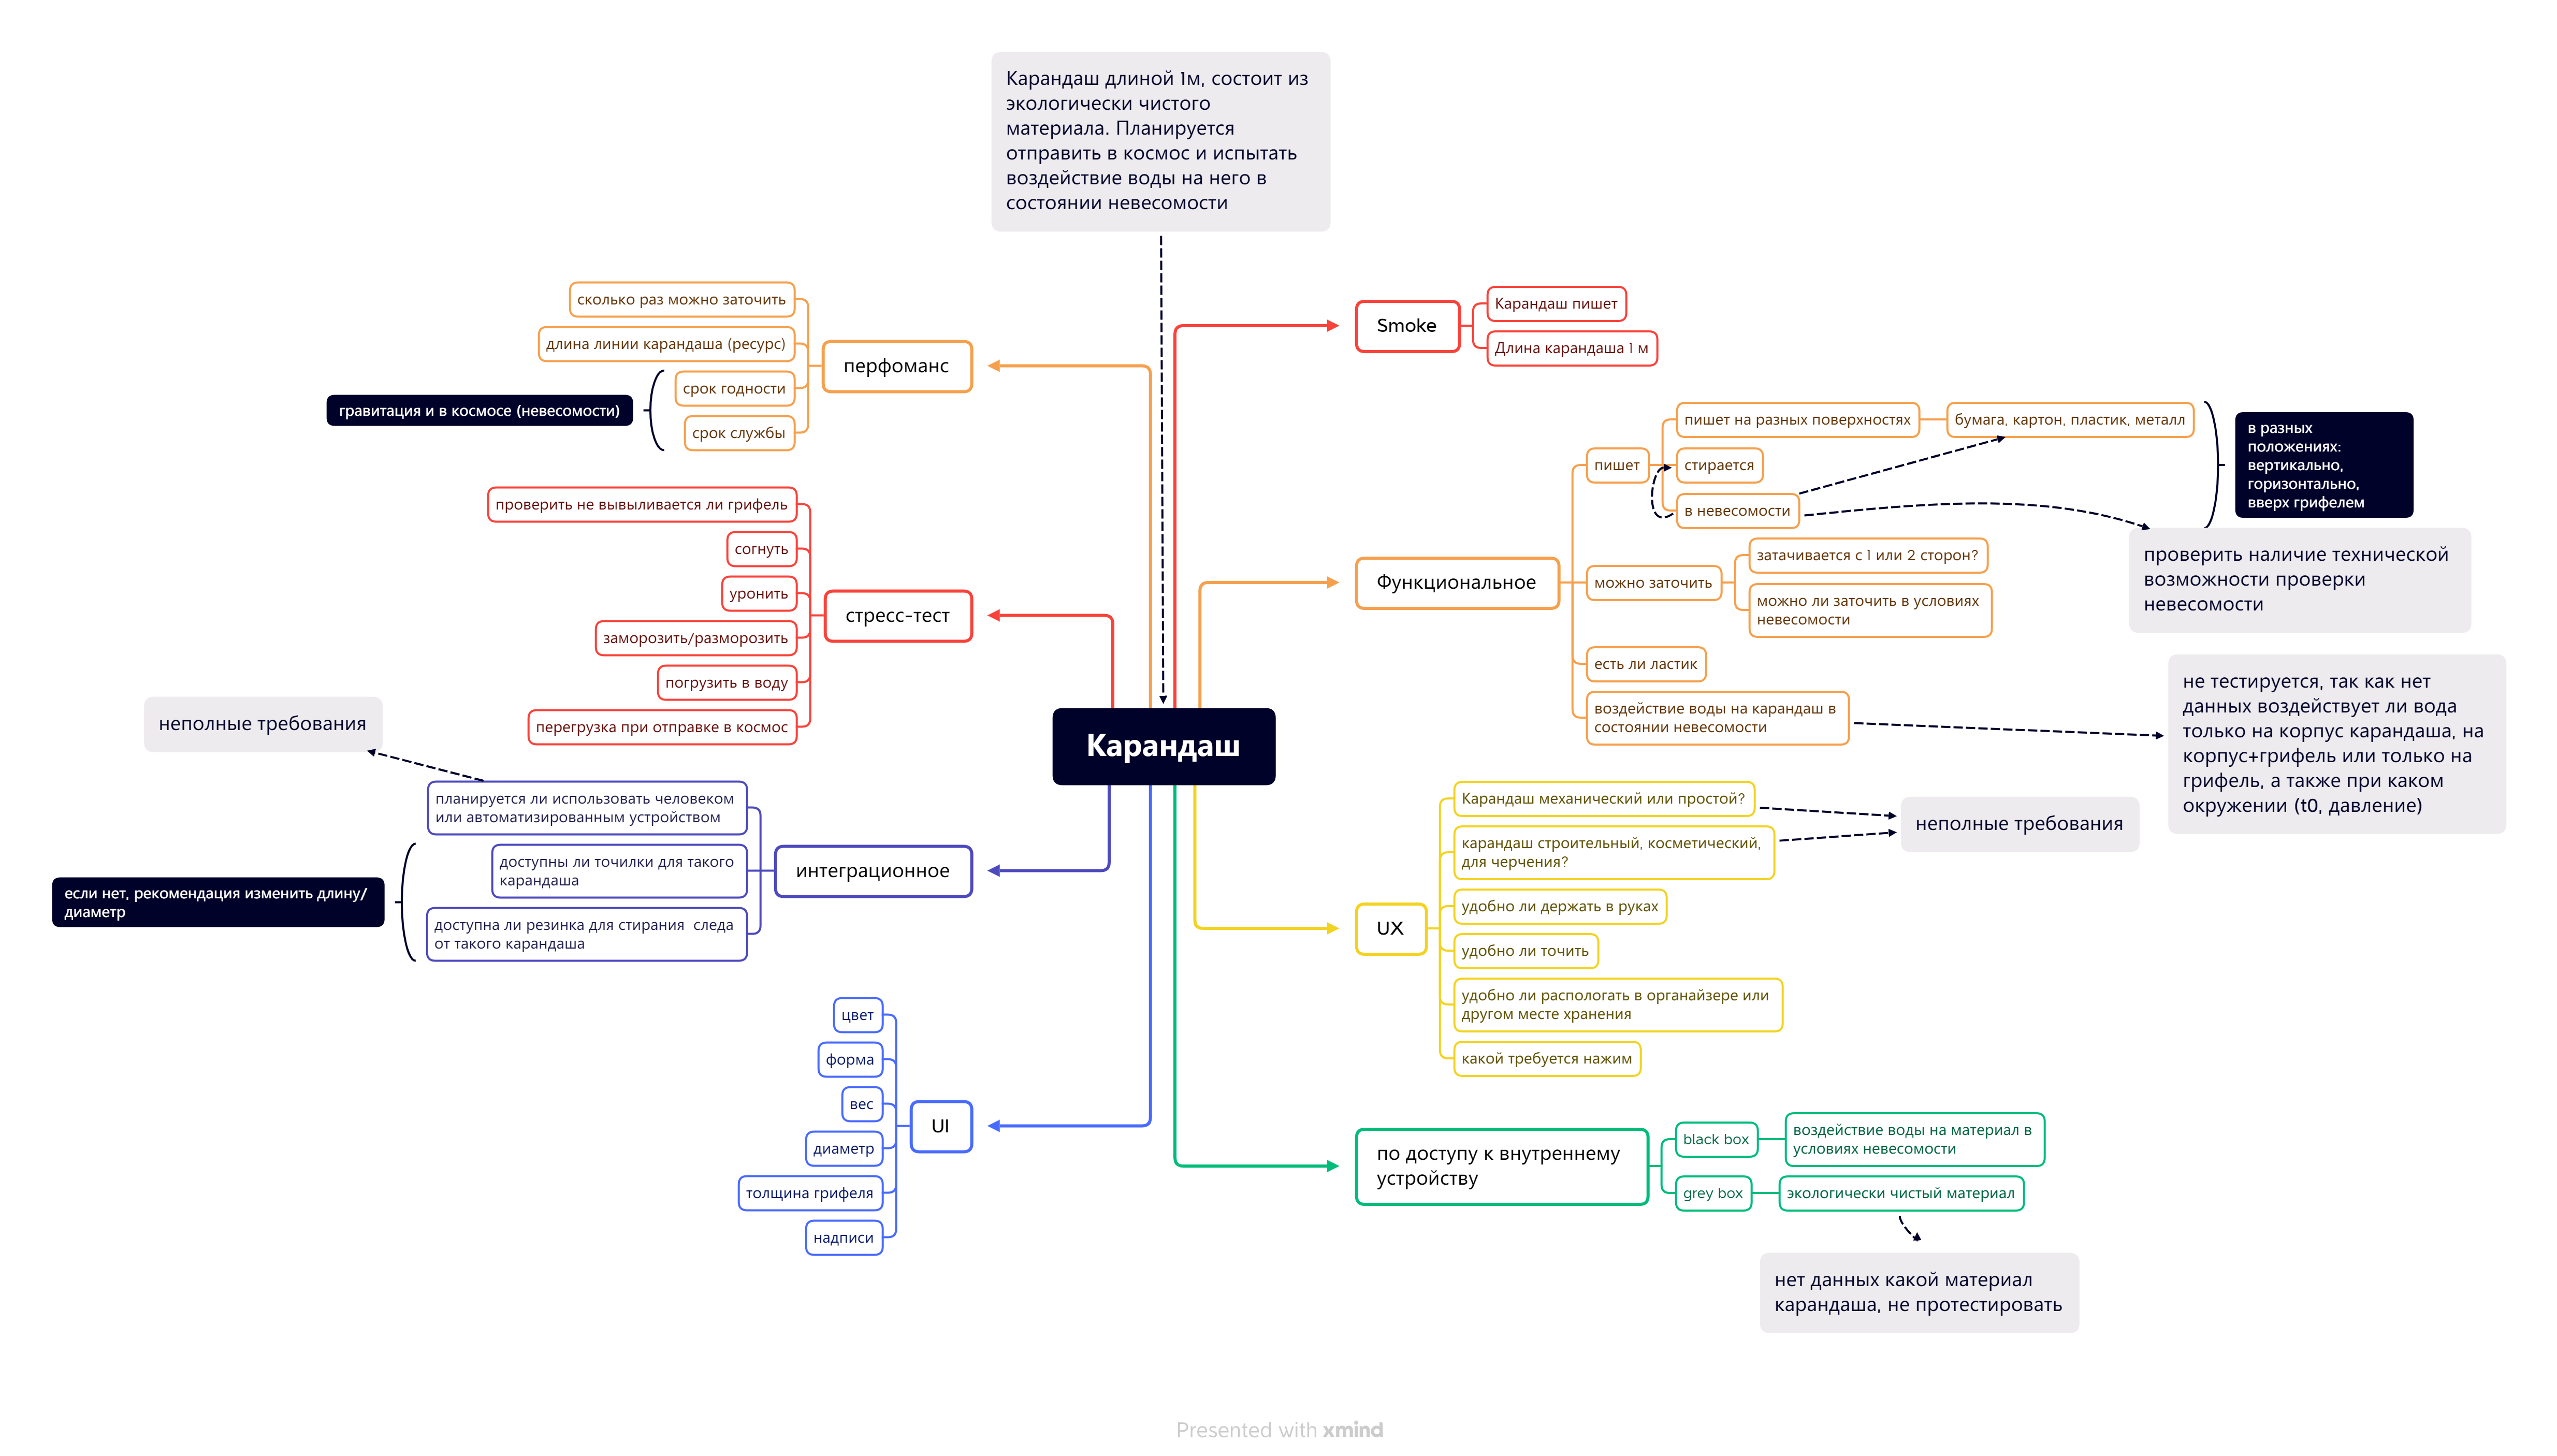 Карандаш длиной 1м, состоит из
экологически чистого
материала. Планируется
отправить в космос и испытать
воздействие воды на него в
состоянии невесомости
сколько раз можно заточить
длина линии карандаша (ресурс)
срок годности
срок службы
гравитация и в космосе (невесомости)
перфоманс
проверить не вывыливается ли грифель
согнуть
уронить
заморозить/разморозить
погрузить в воду
перегрузка при отправке в космос
стресс-тест
неполные требования
планируется ли использовать человеком
или автоматизированным устройством
доступны ли точилки для такого
карандаша
доступна ли резинка для стирания  следа
от такого карандаша
если нет, рекомендация изменить длину/
диаметр
интеграционное
цвет
форма
вес
диаметр
толщина грифеля
надписи
UI
Карандаш
Smoke
Карандаш пишет
Длина карандаша 1 м
Функциональное
пишет
пишет на разных поверхностях
бумага, картон, пластик, металл
стирается
в невесомости
в разных
положениях:
вертикально,
горизонтально,
вверх грифелем
проверить наличие технической
возможности проверки
невесомости
можно заточить
затачивается с 1 или 2 сторон?
можно ли заточить в условиях
невесомости
есть ли ластик
воздействие воды на карандаш в
состоянии невесомости
не тестируется, так как нет
данных воздействует ли вода
только на корпус карандаша, на
корпус+грифель или только на
грифель, а также при каком
окружении (t0, давление)
UX
Карандаш механический или простой?
карандаш строительный, косметический,
для черчения?
неполные требования
удобно ли держать в руках
удобно ли точить
удобно ли распологать в органайзере или
другом месте хранения
какой требуется нажим
по доступу к внутреннему
устройству
black box
воздействие воды на материал в
условиях невесомости
grey box
экологически чистый материал
нет данных какой материал
карандаша, не протестировать
Presented with xmind